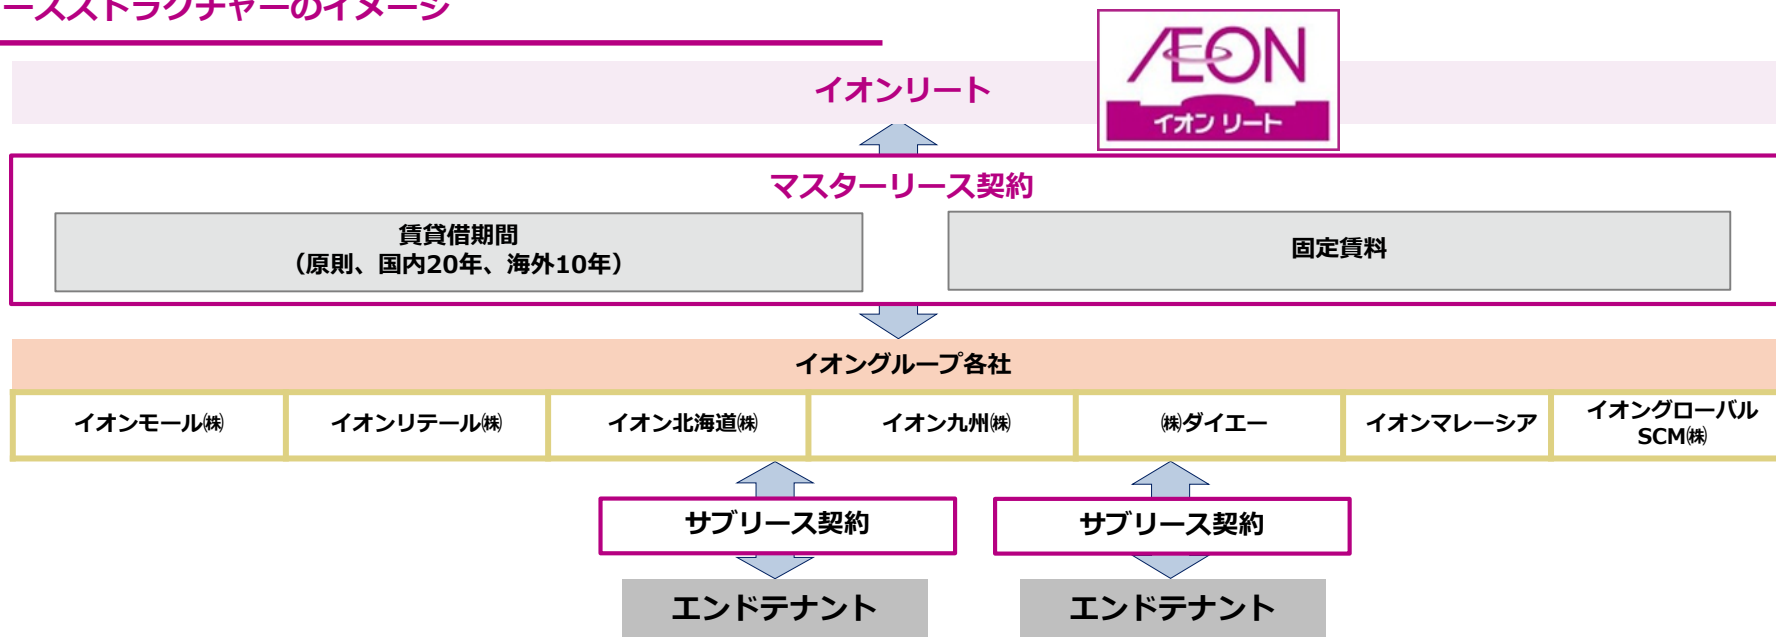 ースストラクチャーのイメージ
イオンリート
ÆON
イオン リート
マスターリース契約
賃貸借期間
（原則、国内20年、海外10年）
固定賃料
イオングループ各社
イオンモール㈱
イオンリテール㈱
イオン北海道㈱
イオン九州㈱
㈱ダイエー
イオンマレーシア
イオングローバル
SCM㈱
サブリース契約
サブリース契約
エンドテナント
エンドテナント